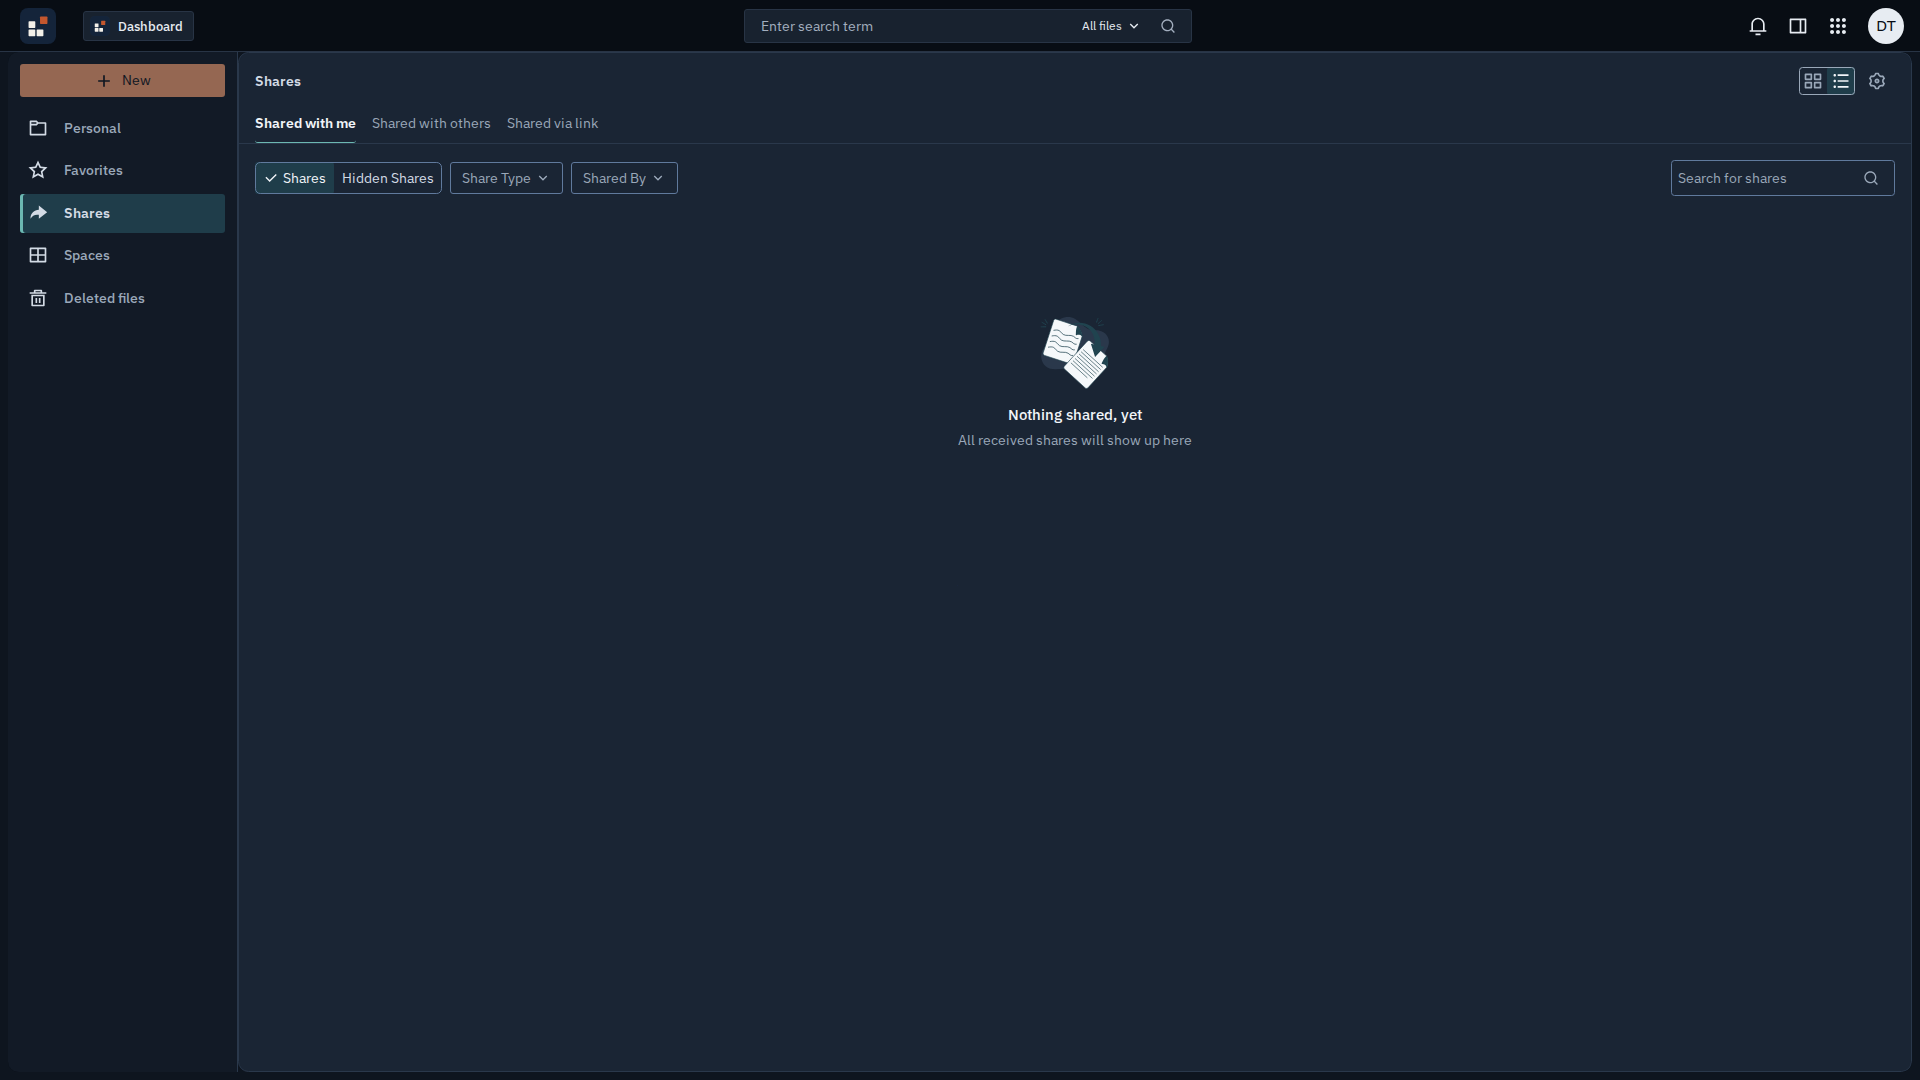 Dashboard
Enter search term
All files
DT
New
Personal
Favorites
Shares
Spaces
Deleted files
Shares
Shared with me
Shared with others
Shared via link
Shares
Hidden Shares
Share Type
Shared By
Search for shares
Nothing shared, yet
All received shares will show up here